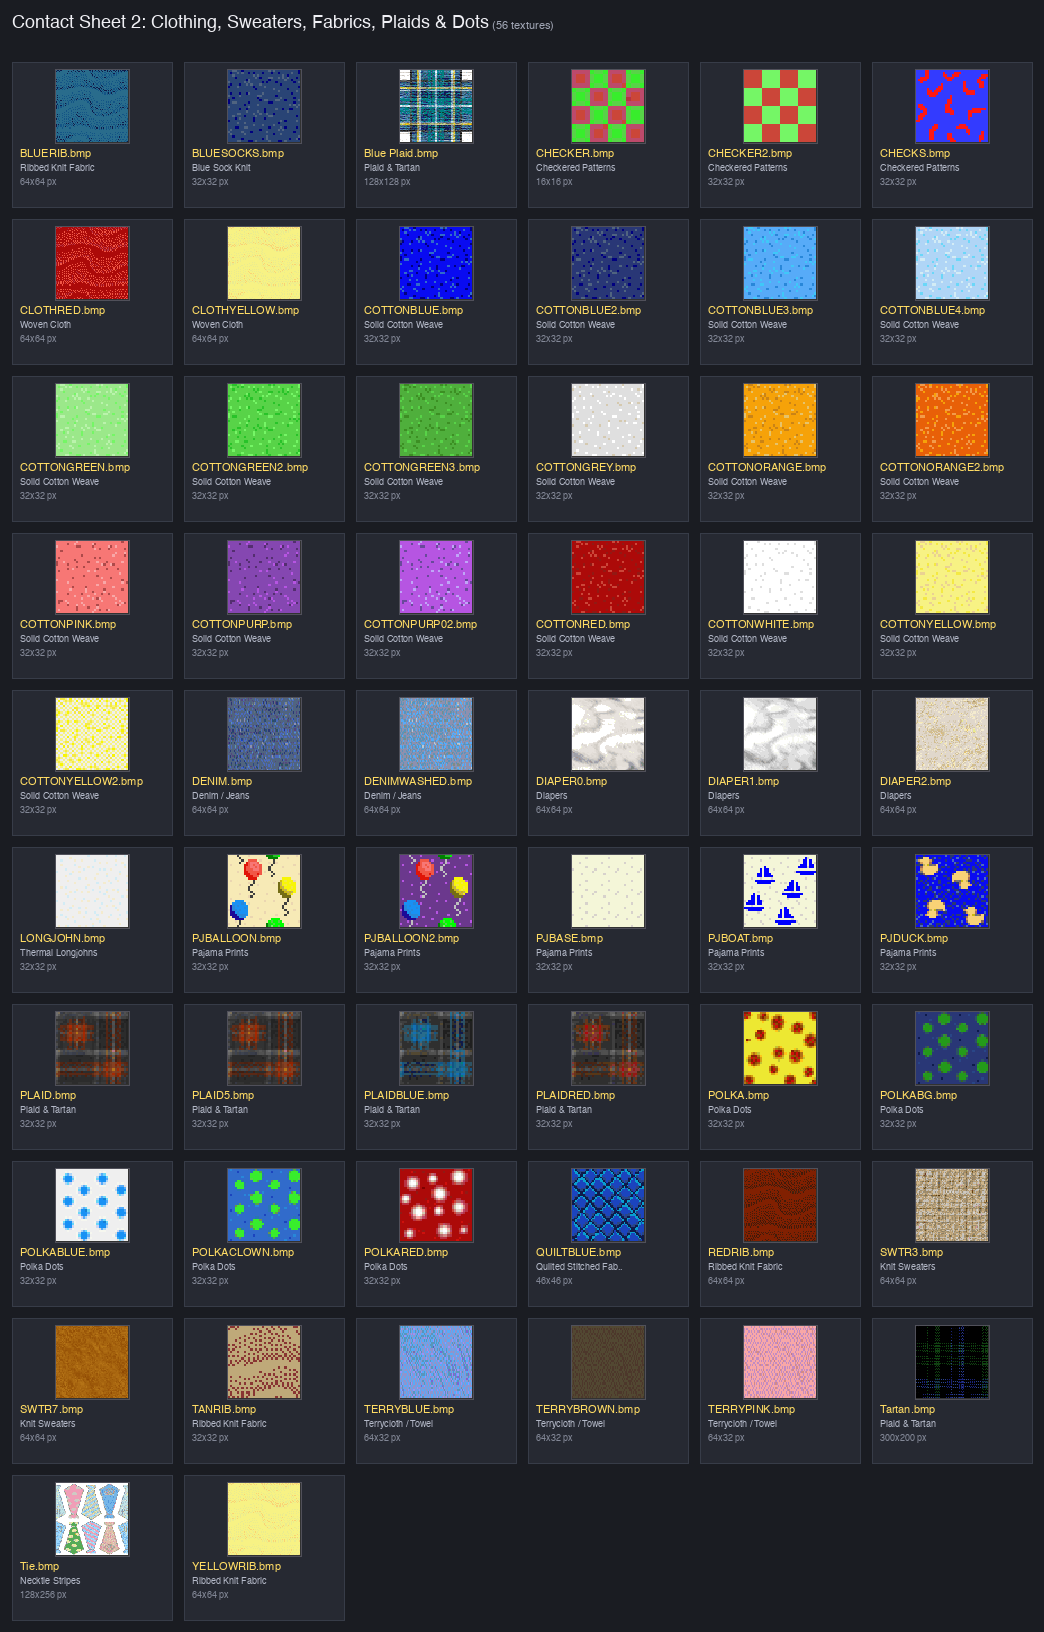 Contact Sheet 2: Clothing, Sweaters, Fabrics, Plaids & Dots (56 textures)
BLUERIB.bmp
Ribbed Knit Fabric
64x64 px
BLUESOCKS.bmp
Blue Sock Knit
32x32 px
Blue Plaid.bmp
Plaid & Tartan
128x128 px
CHECKER.bmp
Checkered Patterns
16x16 px
CHECKER2.bmp
Checkered Patterns
32x32 px
CHECKS.bmp
Checkered Patterns
32x32 px
CLOTHRED.bmp
Woven Cloth
64x64 px
CLOTHYELLOW.bmp
Woven Cloth
64x64 px
COTTONBLUE.bmp
Solid Cotton Weave
32x32 px
COTTONBLUE2.bmp
Solid Cotton Weave
32x32 px
COTTONBLUE3.bmp
Solid Cotton Weave
32x32 px
COTTONBLUE4.bmp
Solid Cotton Weave
32x32 px
COTTONGREEN.bmp
Solid Cotton Weave
32x32 px
COTTONGREEN2.bmp
Solid Cotton Weave
32x32 px
COTTONGREEN3.bmp
Solid Cotton Weave
32x32 px
COTTONGREY.bmp
Solid Cotton Weave
32x32 px
COTTONORANGE.bmp
Solid Cotton Weave
32x32 px
COTTONORANGE2.bmp
Solid Cotton Weave
32x32 px
COTTONPINK.bmp
Solid Cotton Weave
32x32 px
COTTONPURP.bmp
Solid Cotton Weave
32x32 px
COTTONPURP02.bmp
Solid Cotton Weave
32x32 px
COTTONRED.bmp
Solid Cotton Weave
32x32 px
COTTONWHITE.bmp
Solid Cotton Weave
32x32 px
COTTONYELLOW.bmp
Solid Cotton Weave
32x32 px
COTTONYELLOW2.bmp
Solid Cotton Weave
32x32 px
DENIM.bmp
Denim / Jeans
64x64 px
DENIMWASHED.bmp
Denim / Jeans
64x64 px
DIAPER0.bmp
Diapers
64x64 px
DIAPER1.bmp
Diapers
64x64 px
DIAPER2.bmp
Diapers
64x64 px
LONGJOHN.bmp
Thermal Longjohns
32x32 px
PJBALLOON.bmp
Pajama Prints
32x32 px
PJBALLOON2.bmp
Pajama Prints
32x32 px
PJBASE.bmp
Pajama Prints
32x32 px
PJBOAT.bmp
Pajama Prints
32x32 px
PJDUCK.bmp
Pajama Prints
32x32 px
PLAID.bmp
Plaid & Tartan
32x32 px
PLAID5.bmp
Plaid & Tartan
32x32 px
PLAIDBLUE.bmp
Plaid & Tartan
32x32 px
PLAIDRED.bmp
Plaid & Tartan
32x32 px
POLKA.bmp
Polka Dots
32x32 px
POLKABG.bmp
Polka Dots
32x32 px
POLKABLUE.bmp
Polka Dots
32x32 px
POLKACLOWN.bmp
Polka Dots
32x32 px
POLKARED.bmp
Polka Dots
32x32 px
QUILTBLUE.bmp
Quilted Stitched Fab..
46x46 px
REDRIB.bmp
Ribbed Knit Fabric
64x64 px
SWTR3.bmp
Knit Sweaters
64x64 px
SWTR7.bmp
Knit Sweaters
64x64 px
TANRIB.bmp
Ribbed Knit Fabric
32x32 px
TERRYBLUE.bmp
Terrycloth / Towel
64x32 px
TERRYBROWN.bmp
Terrycloth / Towel
64x32 px
TERRYPINK.bmp
Terrycloth / Towel
64x32 px
Tartan.bmp
Plaid & Tartan
300x200 px
Tie.bmp
Necktie Stripes
128x256 px
YELLOWRIB.bmp
Ribbed Knit Fabric
64x64 px